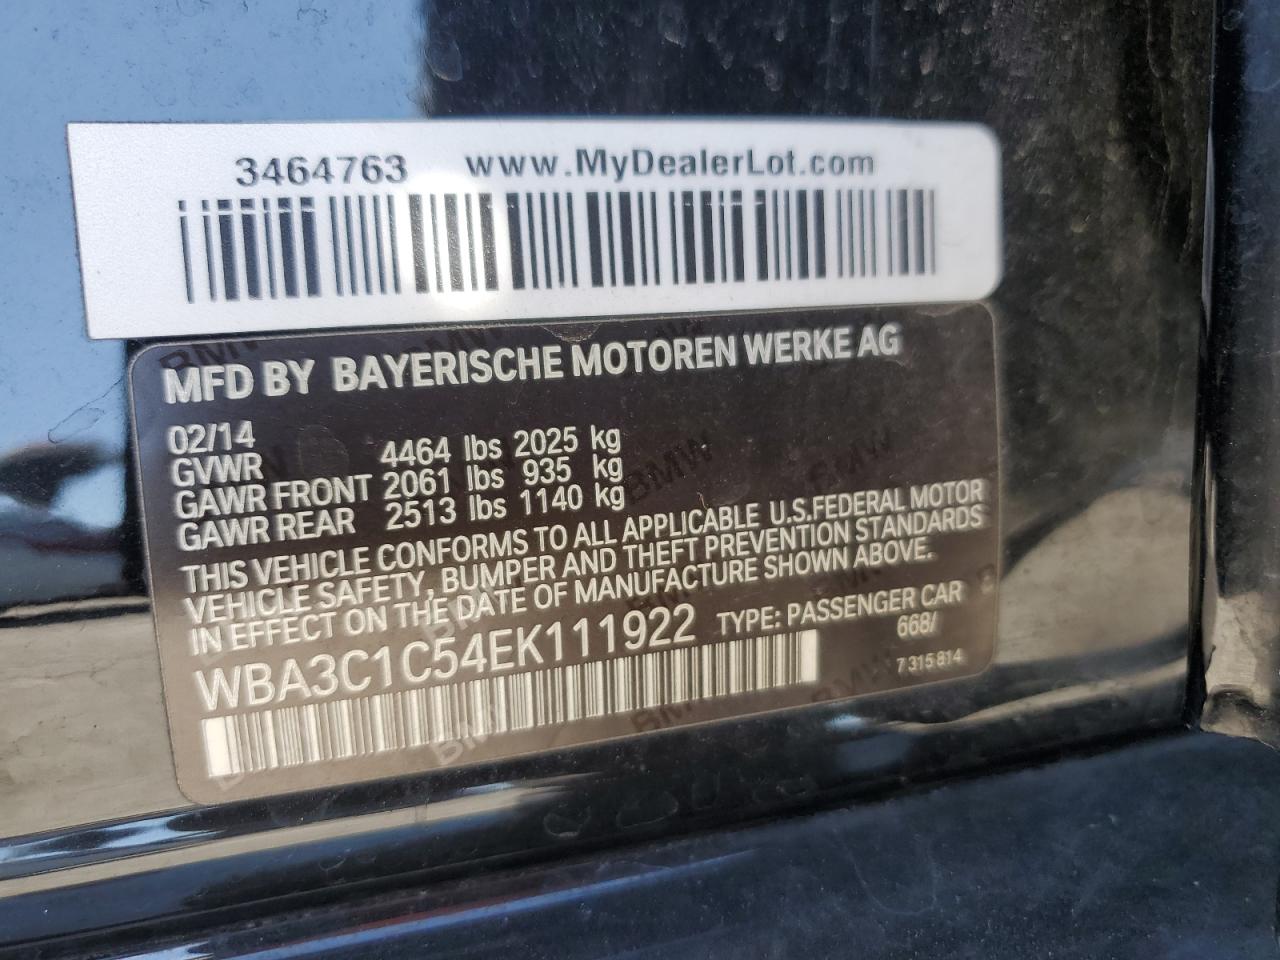 3464763 www.MyDealerLot.com
MFD BY BAYERISCHE MOTOREN WERKE AG
02/14
GVWR 4464 lbs 2025 kg
GAWR FRONT 2061 lbs 935 kg
GAWR REAR 2513 lbs 1140 kg
THIS VEHICLE CONFORMS TO ALL APPLICABLE U.S.FEDERAL MOTOR
VEHICLE SAFETY, BUMPER AND THEFT PREVENTION STANDARDS
IN EFFECT ON THE DATE OF MANUFACTURE SHOWN ABOVE.
WBA3C1C54EK111922 TYPE: PASSENGER CAR
668/
7 315 814